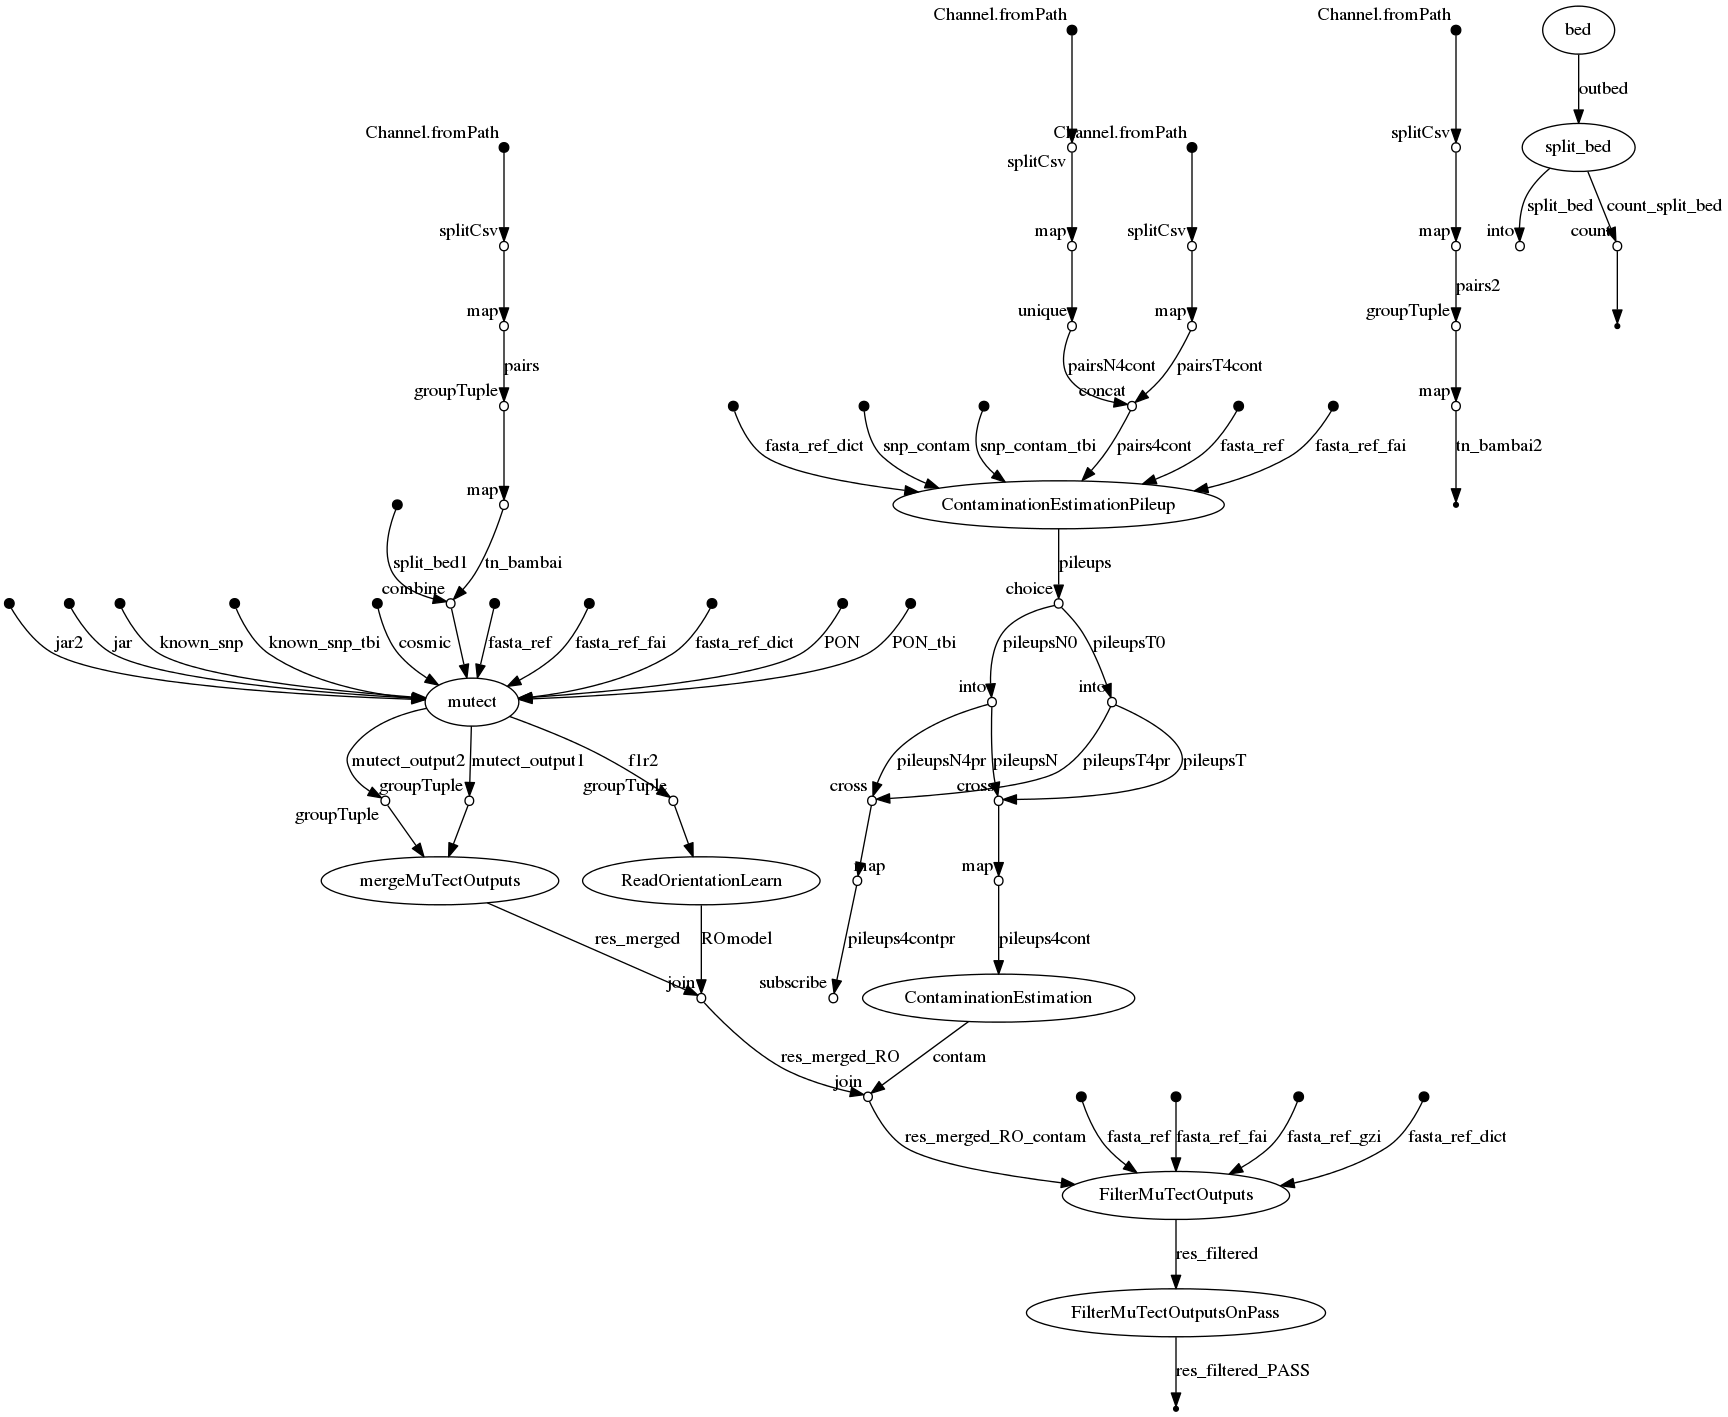 Channel.fromPath
Channel.fromPath
bed
outbed
Channel.fromPath
Channel.fromPath
splitCsv
split_bed
splitCsv
split_bed
count_split_bed
splitCsv
map
splitCsv
map
into
count
pairs2
map
unique
map
groupTuple
pairs
pairsN4cont
pairsT4cont
groupTuple
concat
map
fasta_ref_dict
snp_contam
snp_contam_tbi
pairs4cont
fasta_ref
fasta_ref_fai
tn_bambai2
map
ContaminationEstimationPileup
split_bed1
tn_bambai
pileups
combine
choice
jar2
jar
known_snp
known_snp_tbi
cosmic
fasta_ref
fasta_ref_fai
fasta_ref_dict
PON
PON_tbi
pileupsN0
pileupsT0
into
into
mutect
mutect_output2
mutect_output1
f1r2
pileupsN4pr
pileupsN
pileupsT4pr
pileupsT
groupTuple
groupTuple
cross
cross
groupTuple
map
map
mergeMuTectOutputs
ReadOrientationLearn
res_merged
ROmodel
pileups4contpr
pileups4cont
join
subscribe
ContaminationEstimation
res_merged_RO
contam
join
res_merged_RO_contam
fasta_ref
fasta_ref_fai
fasta_ref_gzi
fasta_ref_dict
FilterMuTectOutputs
res_filtered
FilterMuTectOutputsOnPass
res_filtered_PASS